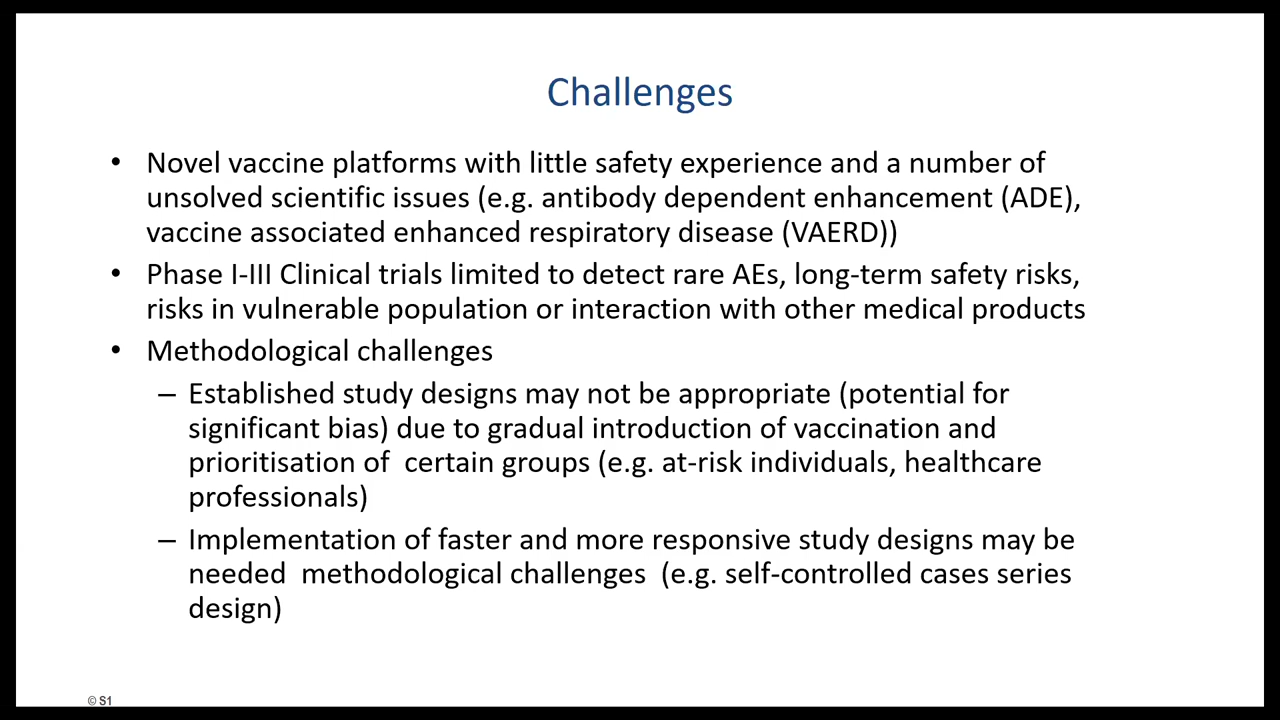 Challenges
• Novel vaccine platforms with little safety experience and a number of
unsolved scientific issues (e.g. antibody dependent enhancement (ADE),
vaccine associated enhanced respiratory disease (VAERD))
• Phase I-III Clinical trials limited to detect rare AEs, long-term safety risks,
risks in vulnerable population or interaction with other medical products
• Methodological challenges
– Established study designs may not be appropriate (potential for
significant bias) due to gradual introduction of vaccination and
prioritisation of  certain groups (e.g. at-risk individuals, healthcare
professionals)
– Implementation of faster and more responsive study designs may be
needed  methodological challenges  (e.g. self-controlled cases series
design)
© S1